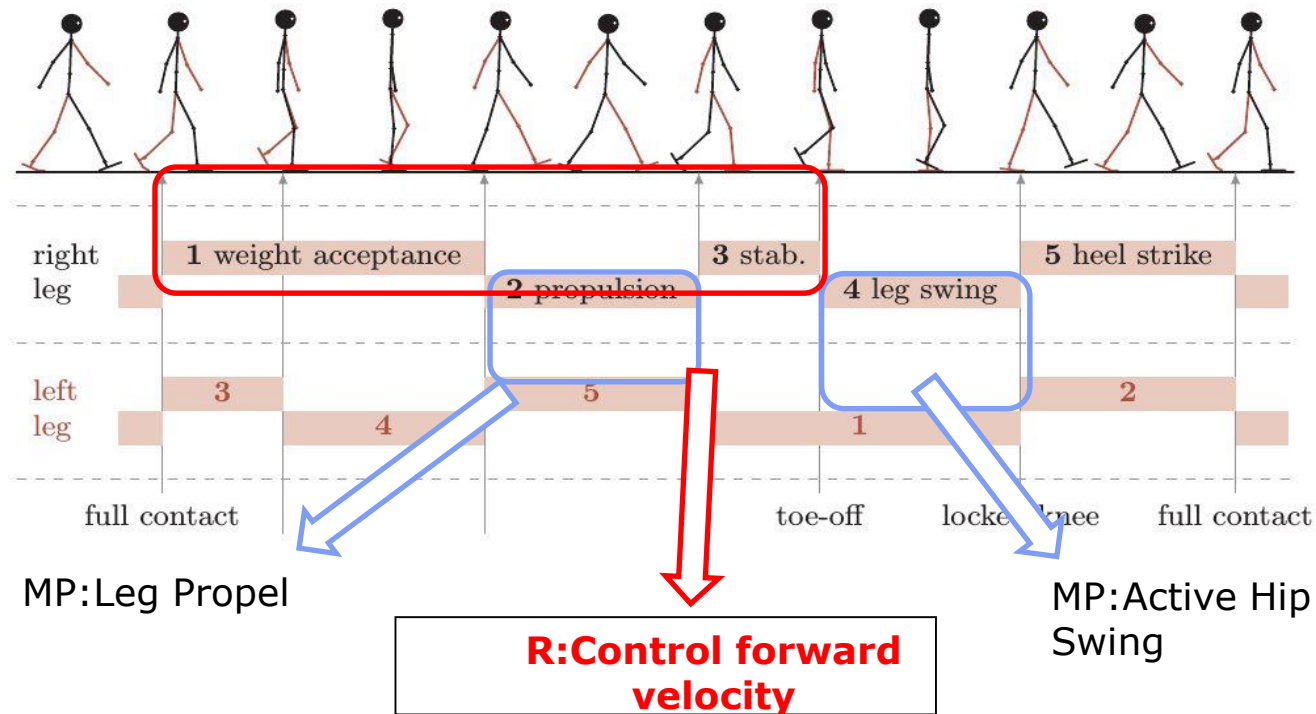 right
leg
1 weight acceptance
3 stab.
5 heel strike
2 propulsion
4 leg swing
left
leg
3
5
2
4
1
full contact
toe-off
locke knee
full contact
MP:Leg Propel
MP:Active Hip
Swing
R:Control forward
velocity